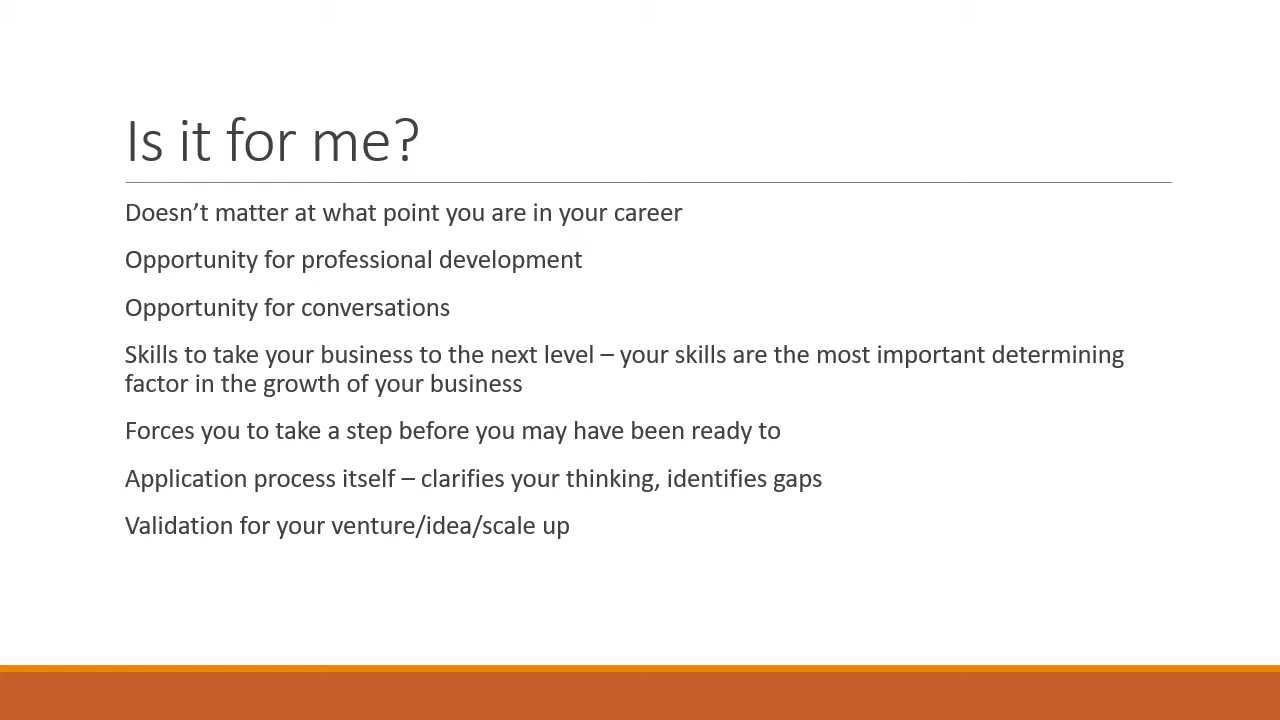 Is it for me?
Doesn’t matter at what point you are in your career
Opportunity for professional development
Opportunity for conversations
Skills to take your business to the next level – your skills are the most important determining
factor in the growth of your business
Forces you to take a step before you may have been ready to
Application process itself – clarifies your thinking, identifies gaps
Validation for your venture/idea/scale up